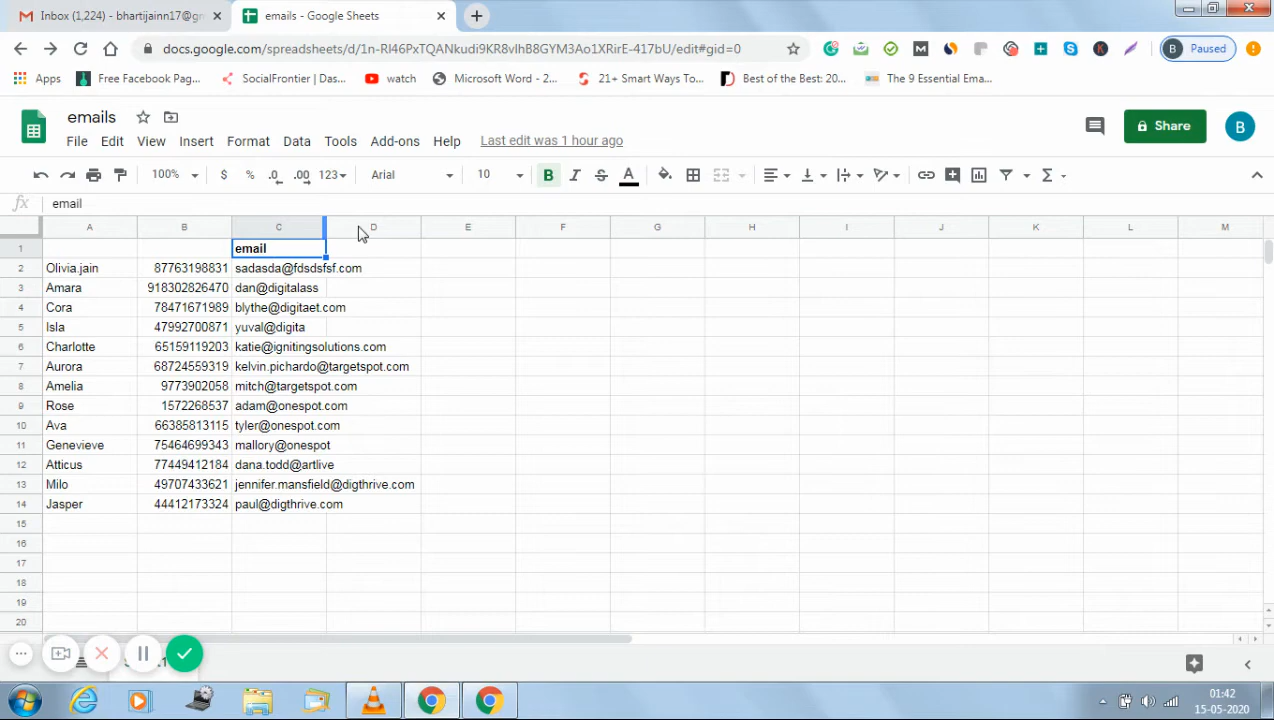 Inbox (1,224) - bhartijainn17@gm
emails - Google Sheets
docs.google.com/spreadsheets/d/1n-RI46PxTQANkudi9KR8vIhB8GYM3Ao1XRirE-417bU/edit#gid=0
B Paused
Apps
Free Facebook Pag...
SocialFrontier | Das...
watch
Microsoft Word - 2...
21+ Smart Ways To...
Best of the Best: 20...
The 9 Essential Ema...
emails
File Edit View Insert Format Data Tools Add-ons Help Last edit was 1 hour ago
Share
B
100% $ % .0 .00 123 Arial 10 B I S A
fx email
A B C D E F G H I J K L M
1 email
2 Olivia.jain 87763198831 sadasda@fdsdsfsf.com
3 Amara 918302826470 dan@digitalass
4 Cora 78471671989 blythe@digitaet.com
5 Isla 47992700871 yuval@digita
6 Charlotte 65159119203 katie@ignitingsolutions.com
7 Aurora 68724559319 kelvin.pichardo@targetspot.com
8 Amelia 9773902058 mitch@targetspot.com
9 Rose 1572268537 adam@onespot.com
10 Ava 66385813115 tyler@onespot.com
11 Genevieve 75464699343 mallory@onespot
12 Atticus 77449412184 dana.todd@artlive
13 Milo 49707433621 jennifer.mansfield@digthrive.com
14 Jasper 44412173324 paul@digthrive.com
15
16
17
18
19
20
01:42
15-05-2020